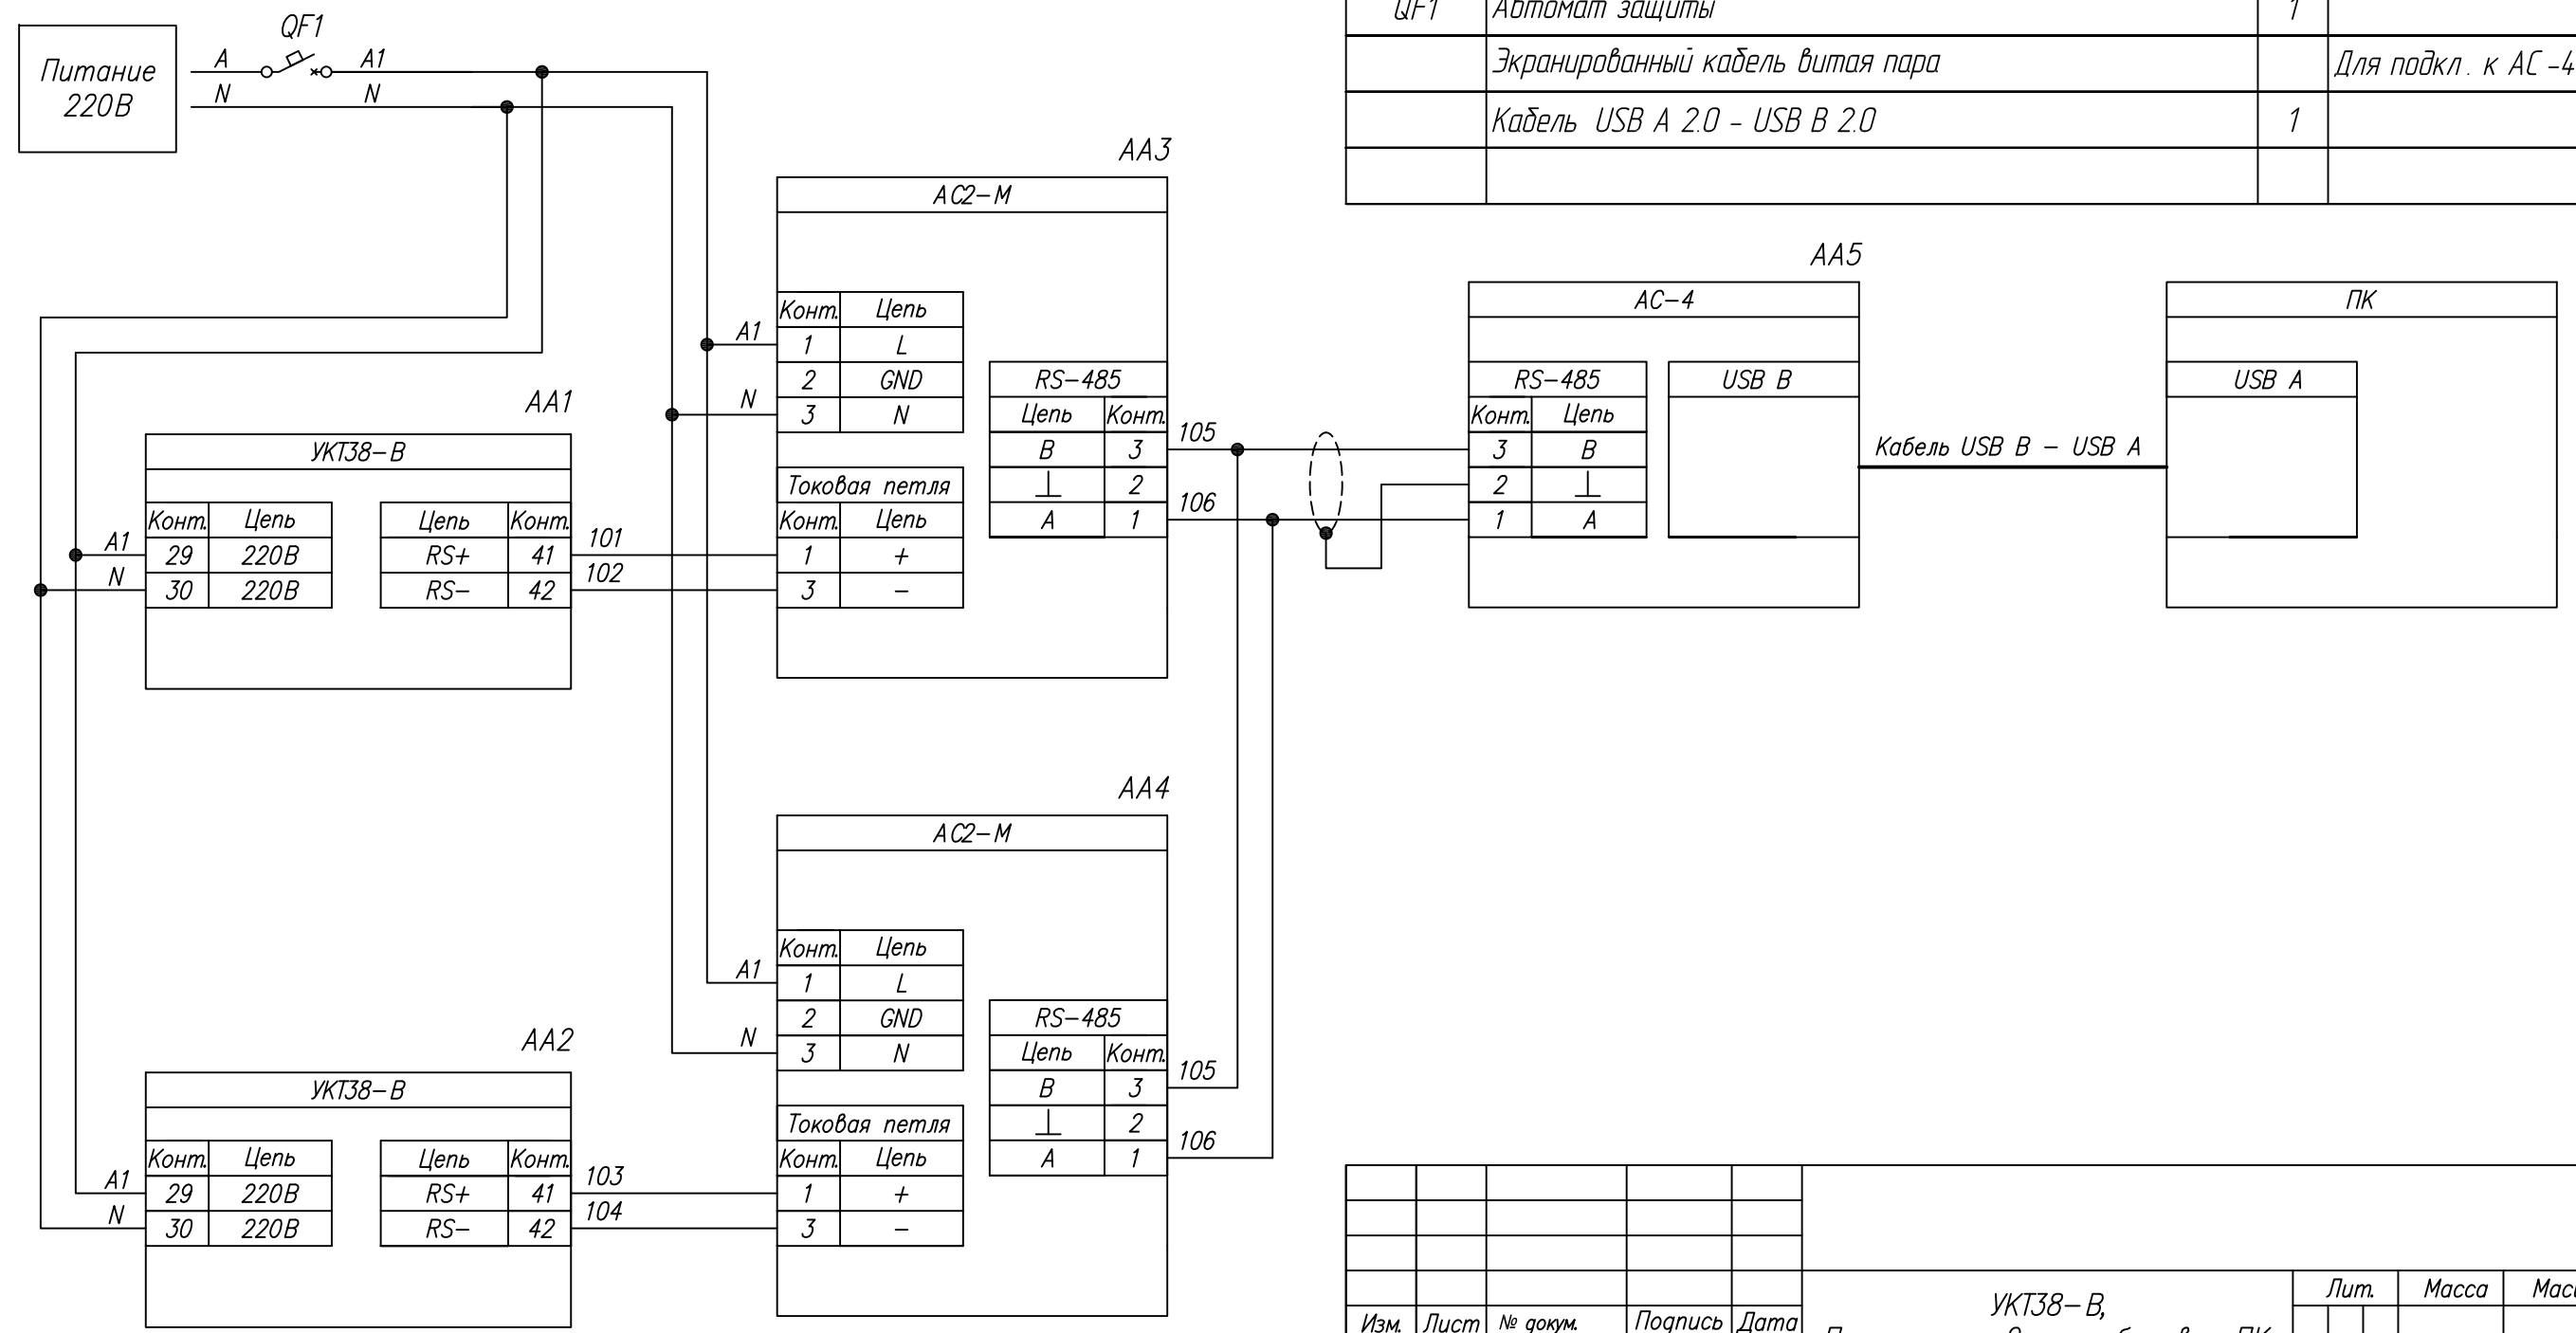 QF1 Автомат защиты 1
Экранированный кабель витая пара Для подкл. к АС-4
Кабель USB A 2.0 - USB B 2.0 1
Питание
220В
QF1
A A1
N N
AA3
АС2-М
Конт. Цепь
A1 1 L
2 GND
N 3 N
Токовая петля
Конт. Цепь
1 +
3 -
RS-485
Цепь Конт.
B 3 105
⊥ 2
A 1 106
AA5
АС-4
RS-485
Конт. Цепь
3 B
2 ⊥
1 A
USB B
Кабель USB B - USB A
ПК
USB A
AA1
УКТ38-В
Конт. Цепь
A1 29 220В
N 30 220В
Цепь Конт.
RS+ 41 101
RS- 42 102
AA4
АС2-М
Конт. Цепь
A1 1 L
2 GND
N 3 N
Токовая петля
Конт. Цепь
1 +
3 -
RS-485
Цепь Конт.
B 3 105
⊥ 2
A 1 106
AA2
УКТ38-В
Конт. Цепь
A1 29 220В
N 30 220В
Цепь Конт.
RS+ 41 103
RS- 42 104
УКТ38-В,
Лит. Масса
Изм. Лист № докум. Подпись Дата